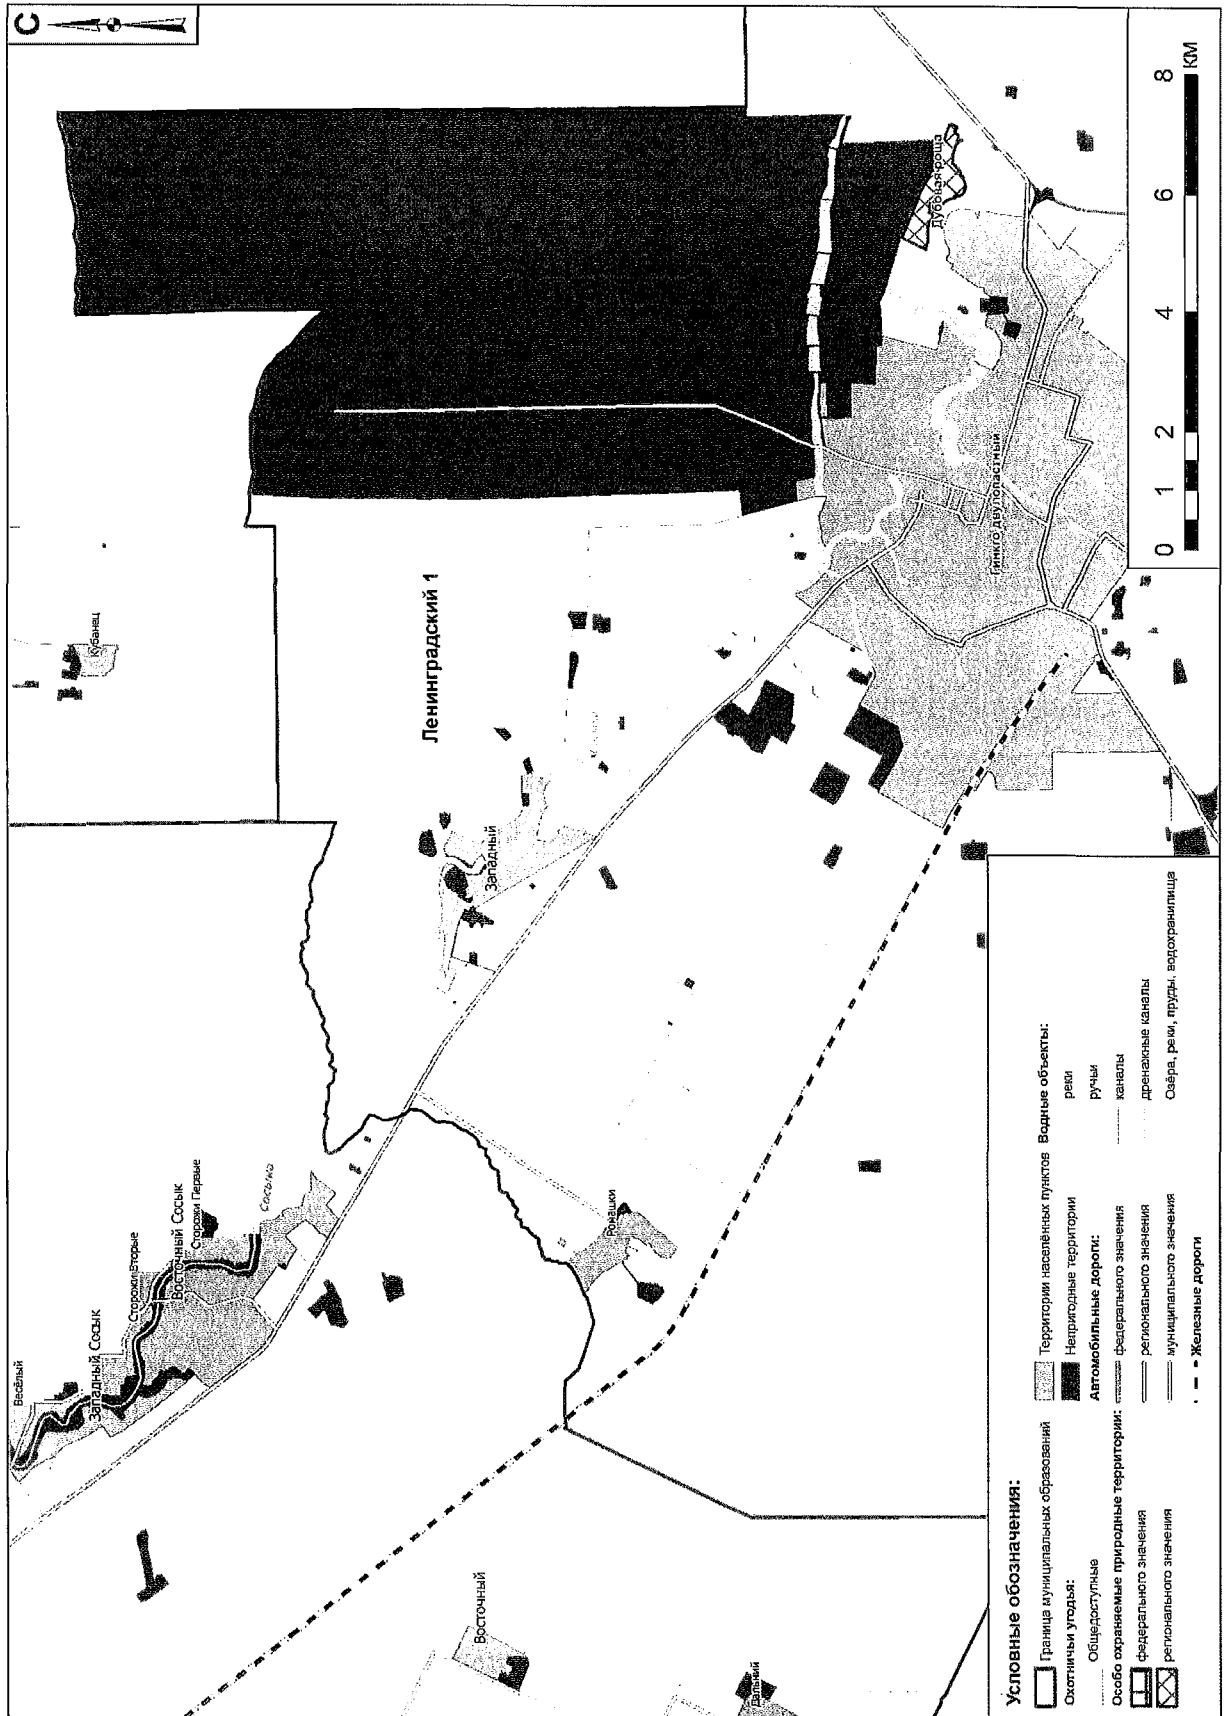 С
Кубанец
Ленинградский 1
Весёлый
Западный Сосык
Сторожи Вторые
Восточный Сосык
Сторожи Первые
Сосыка
Западный
Дубовая роща
Гинкго двулопастный
Ромашки
Восточный
Дальний
0 1 2 4 6 8
КМ
Условные обозначения:
Граница муниципальных образований
Охотничьи угодья:
Общедоступные
Особо охраняемые природные территории:
федерального значения
регионального значения
Территории населённых пунктов
Непригодные территории
Автомобильные дороги:
федерального значения
регионального значения
муниципального значения
Железные дороги
Водные объекты:
реки
ручьи
каналы
дренажные каналы
Озёра, реки, пруды, водохранилища